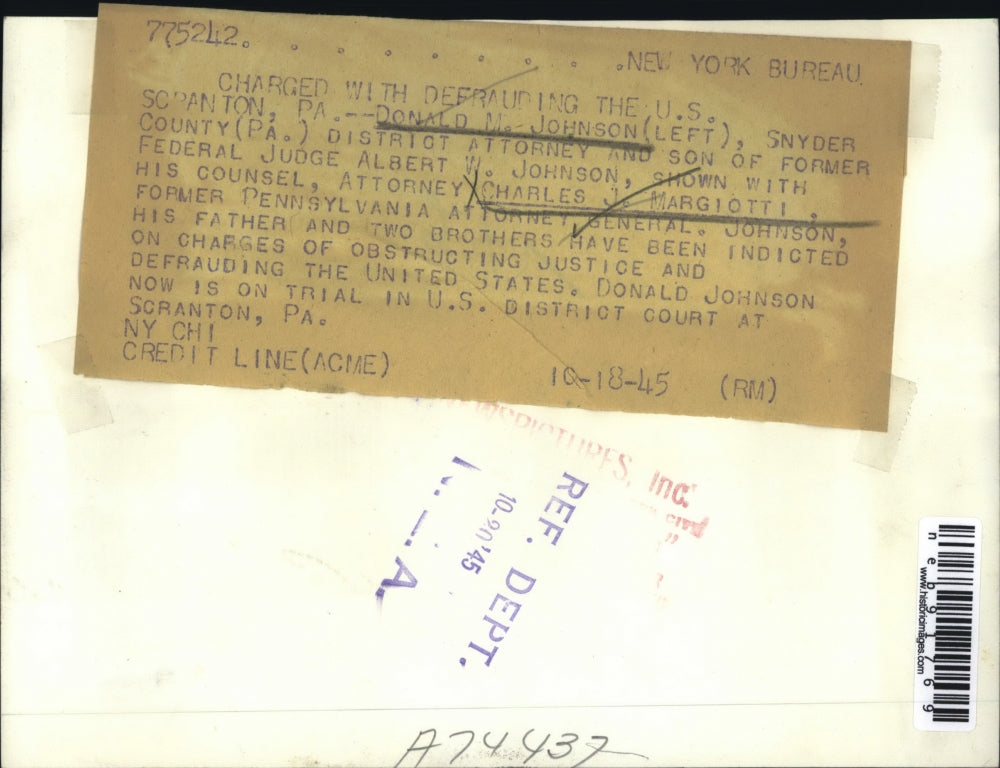 775242. . . . . . . . . .NEW YORK BUREAU
CHARGED WITH DEFRAUDING THE U.S.
SCRANTON, PA.--DONALD M. JOHNSON(LEFT), SNYDER
COUNTY(PA.) DISTRICT ATTORNEY AND SON OF FORMER
FEDERAL JUDGE ALBERT W. JOHNSON, SHOWN WITH
HIS COUNSEL, ATTORNEY CHARLES J. MARGIOTTI,
FORMER PENNSYLVANIA ATTORNEY GENERAL. JOHNSON,
HIS FATHER AND TWO BROTHERS HAVE BEEN INDICTED
ON CHARGES OF OBSTRUCTING JUSTICE AND
DEFRAUDING THE UNITED STATES. DONALD JOHNSON
NOW IS ON TRIAL IN U.S. DISTRICT COURT AT
SCRANTON, PA.
NY CHI
CREDIT LINE(ACME) 10-18-45 (RM)
Inc.
REF. DEPT.
10-20'45
A.
A74437
neb91769
www.historicimages.com